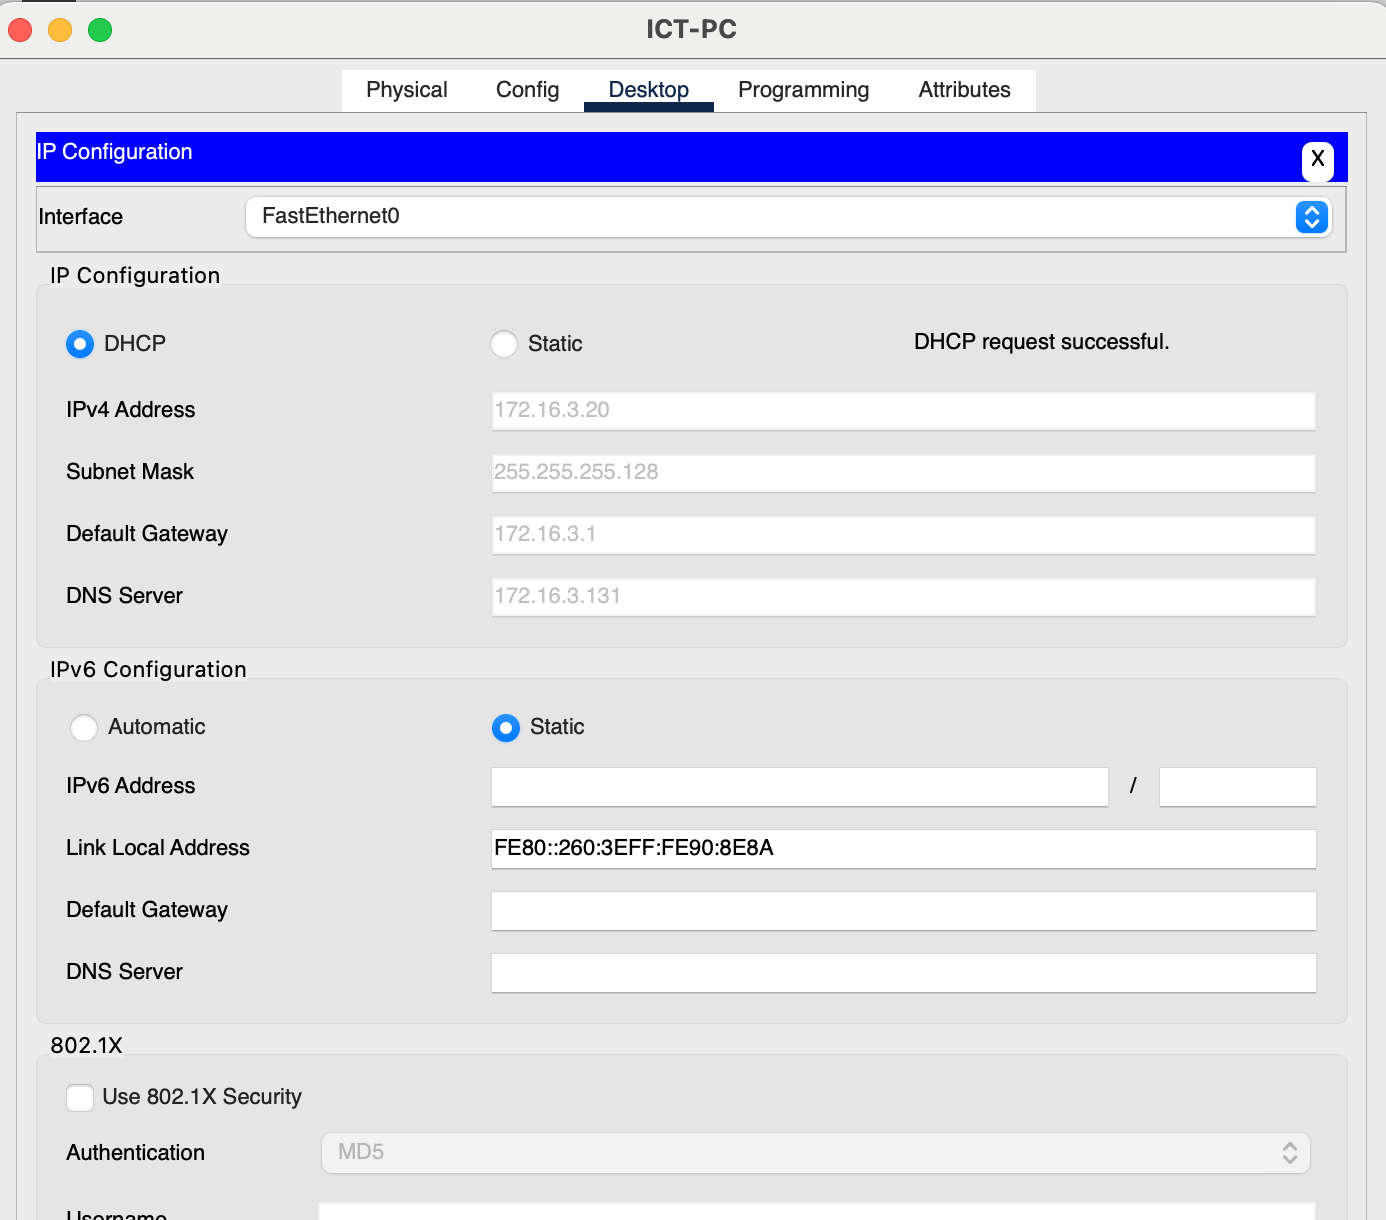 ICT-PC
Physical Config Desktop Programming Attributes
IP Configuration X
Interface FastEthernet0
IP Configuration
DHCP Static DHCP request successful.
IPv4 Address 172.16.3.20
Subnet Mask 255.255.255.128
Default Gateway 172.16.3.1
DNS Server 172.16.3.131
IPv6 Configuration
Automatic Static
IPv6 Address /
Link Local Address FE80::260:3EFF:FE90:8E8A
Default Gateway
DNS Server
802.1X
Use 802.1X Security
Authentication MD5
Username